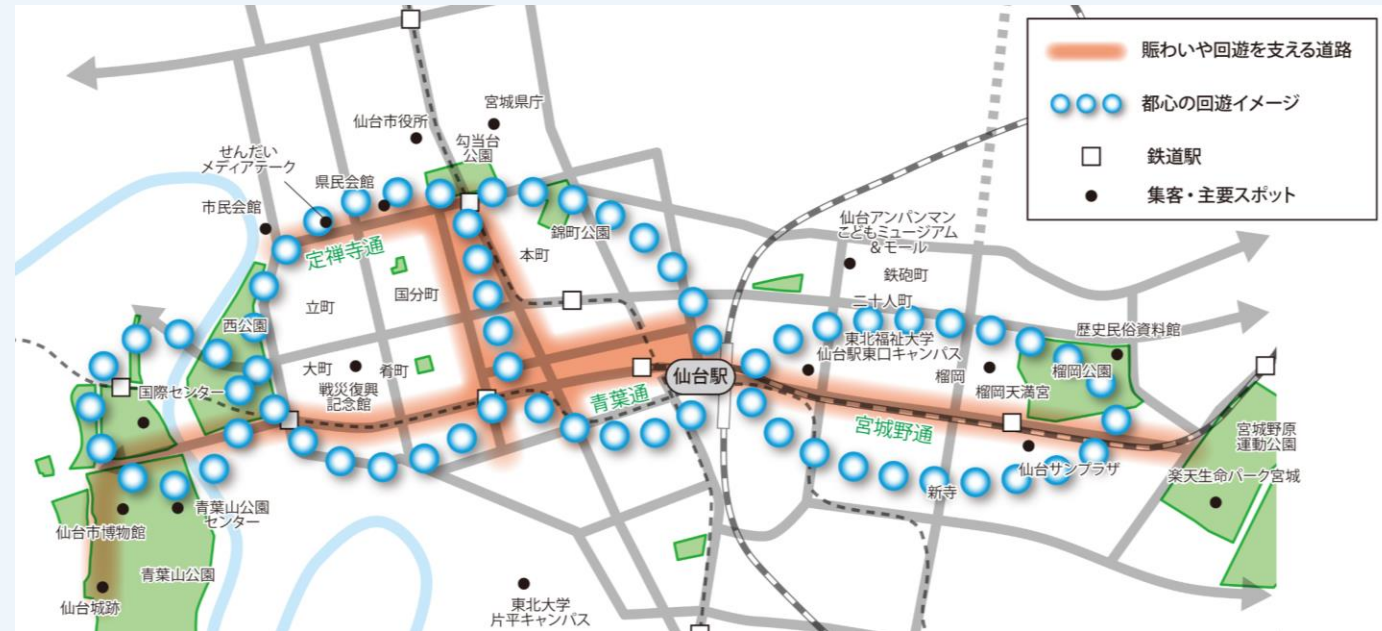 賑わいや回遊を支える道路
都心の回遊イメージ
鉄道駅
集客・主要スポット
宮城県庁
仙台市役所
勾当台
公園
せんだい
メディアテーク
県民会館
市民会館
定禅寺通
錦町公園
本町
国分町
立町
西公園
大町
肴町
戦災復興
記念館
国際センター
青葉通
仙台駅
仙台アンパンマン
こどもミュージアム
&モール
鉄砲町
二十人町
東北福祉大学
仙台駅東口キャンパス
榴岡
榴岡天満宮
歴史民俗資料館
榴岡公園
宮城野通
仙台サンプラザ
新寺
宮城野原
運動公園
楽天生命パーク宮城
青葉山公園
センター
仙台市博物館
青葉山公園
仙台城跡
東北大学
片平キャンパス